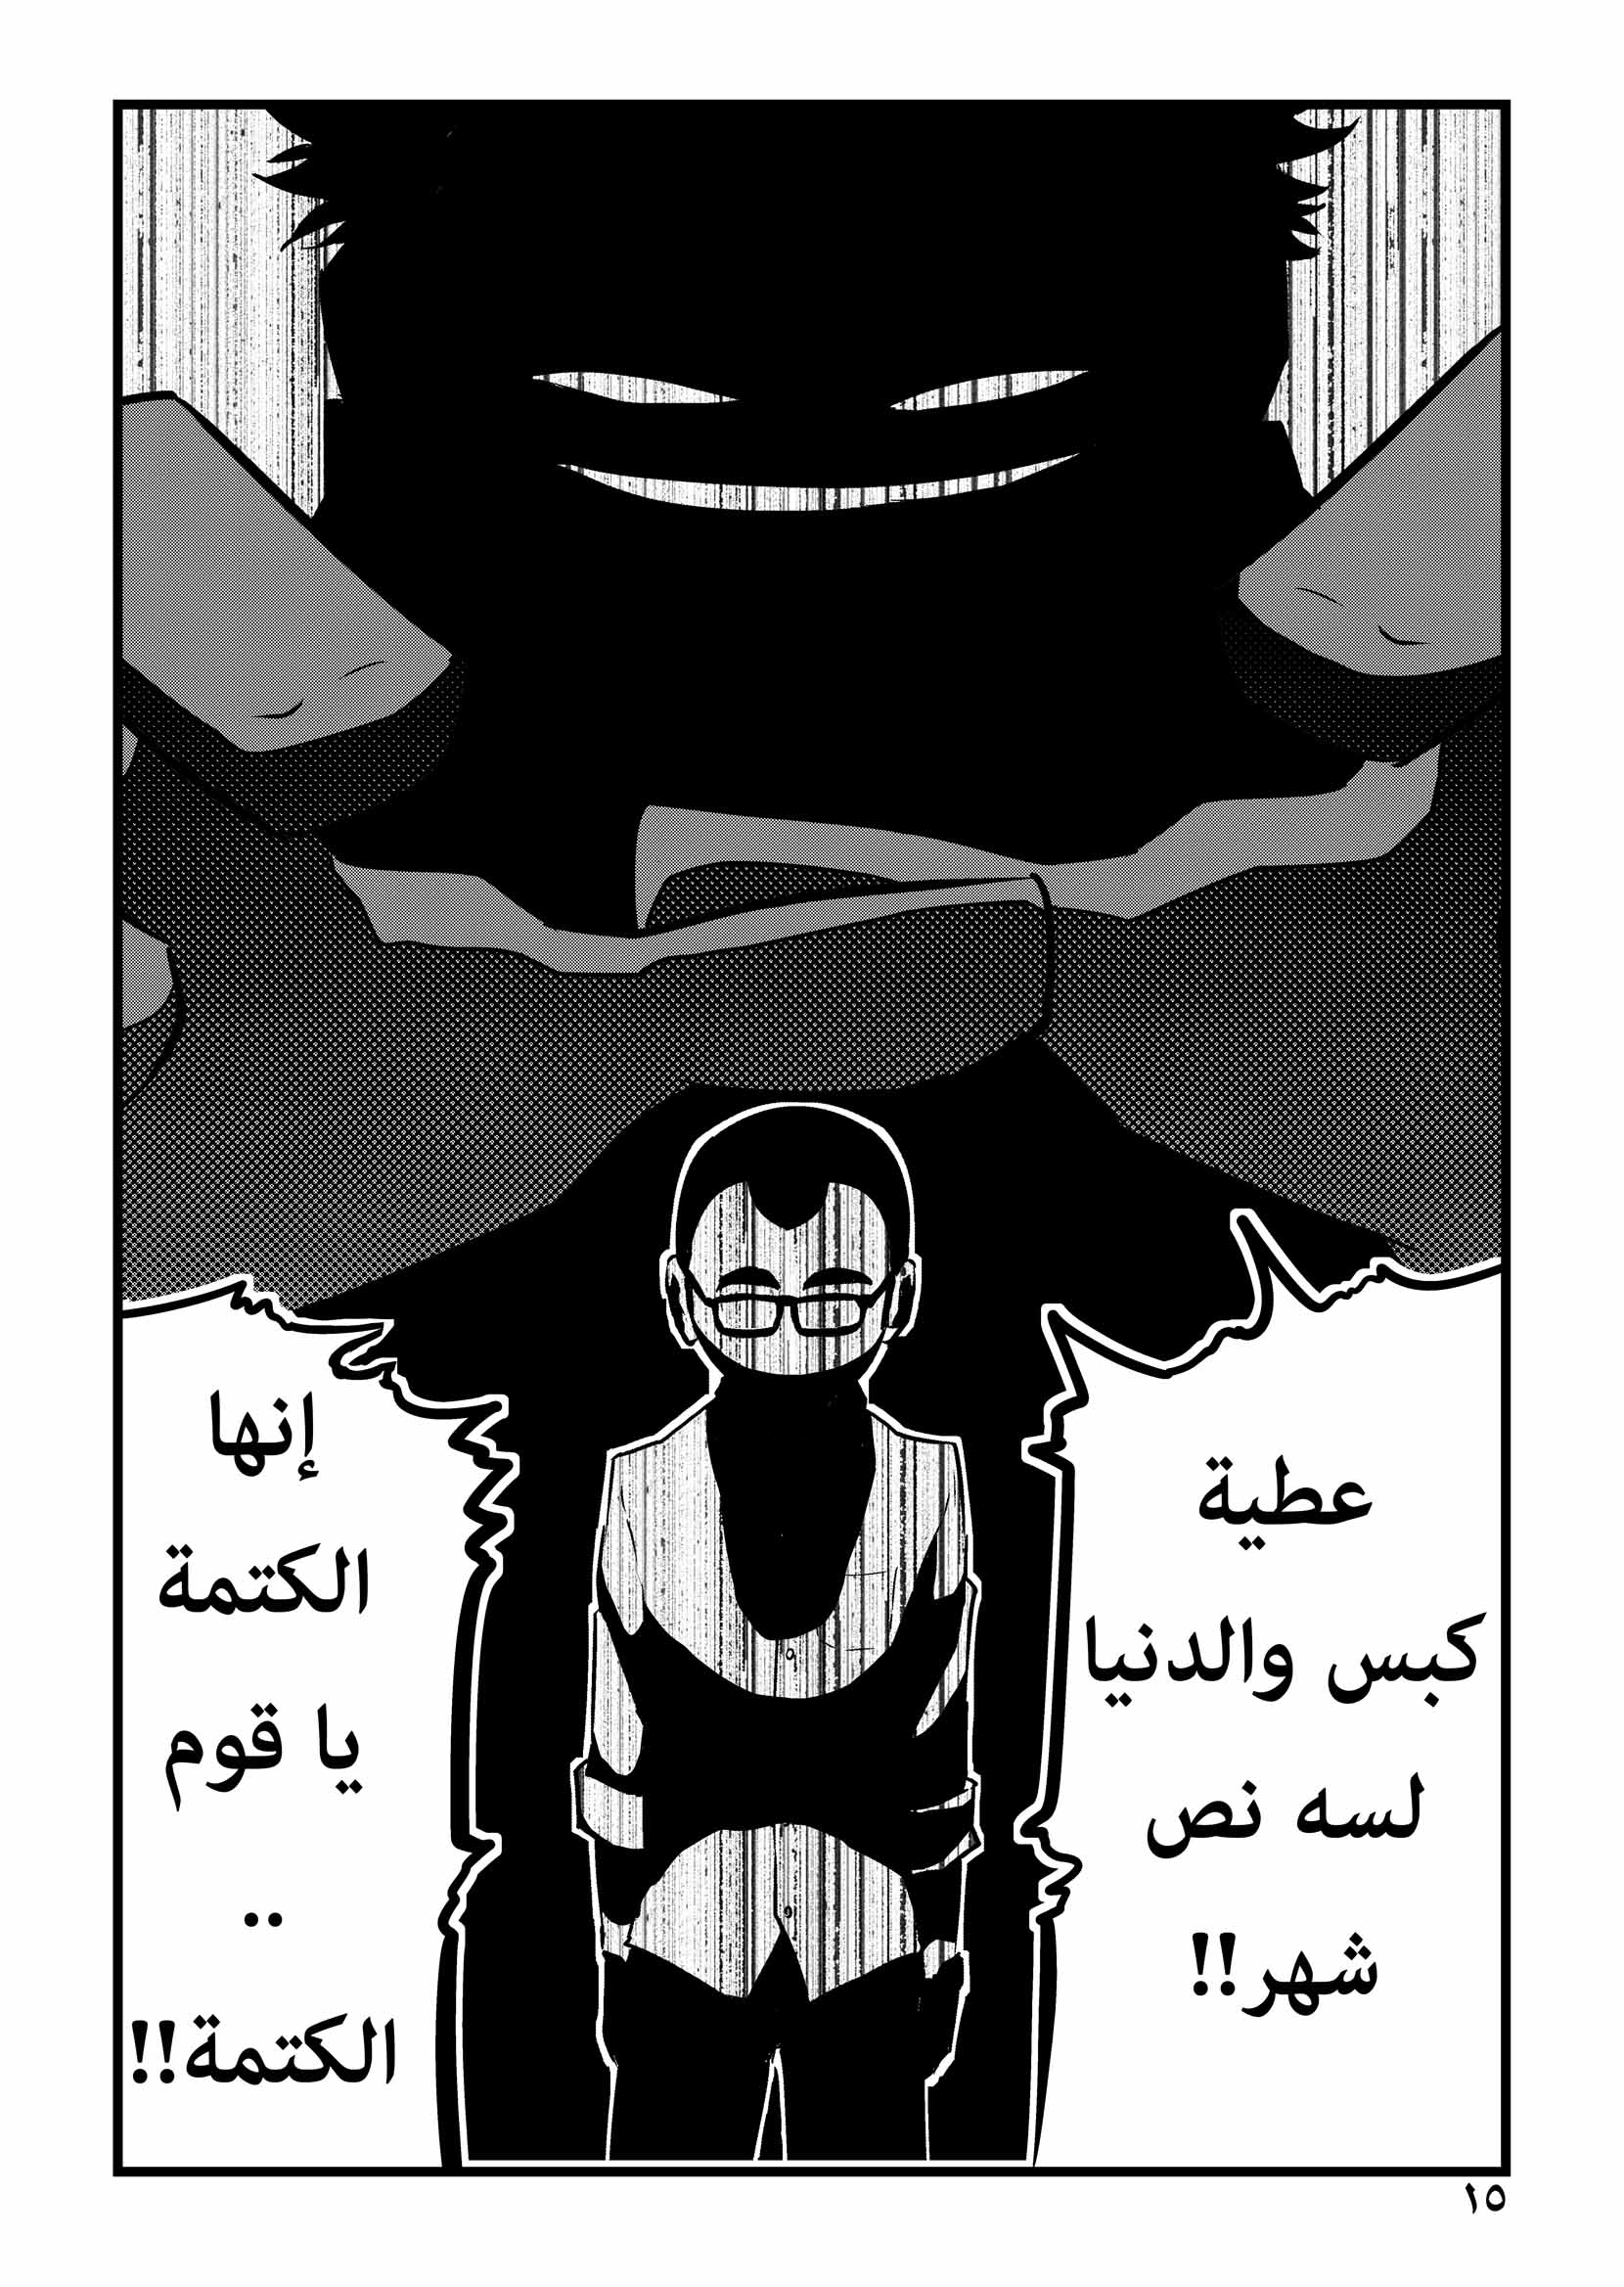 عطية
كبس والدنيا
لسه نص
شهر!!
إنها
الكتمة
يا قوم
..
الكتمة!!
١٥